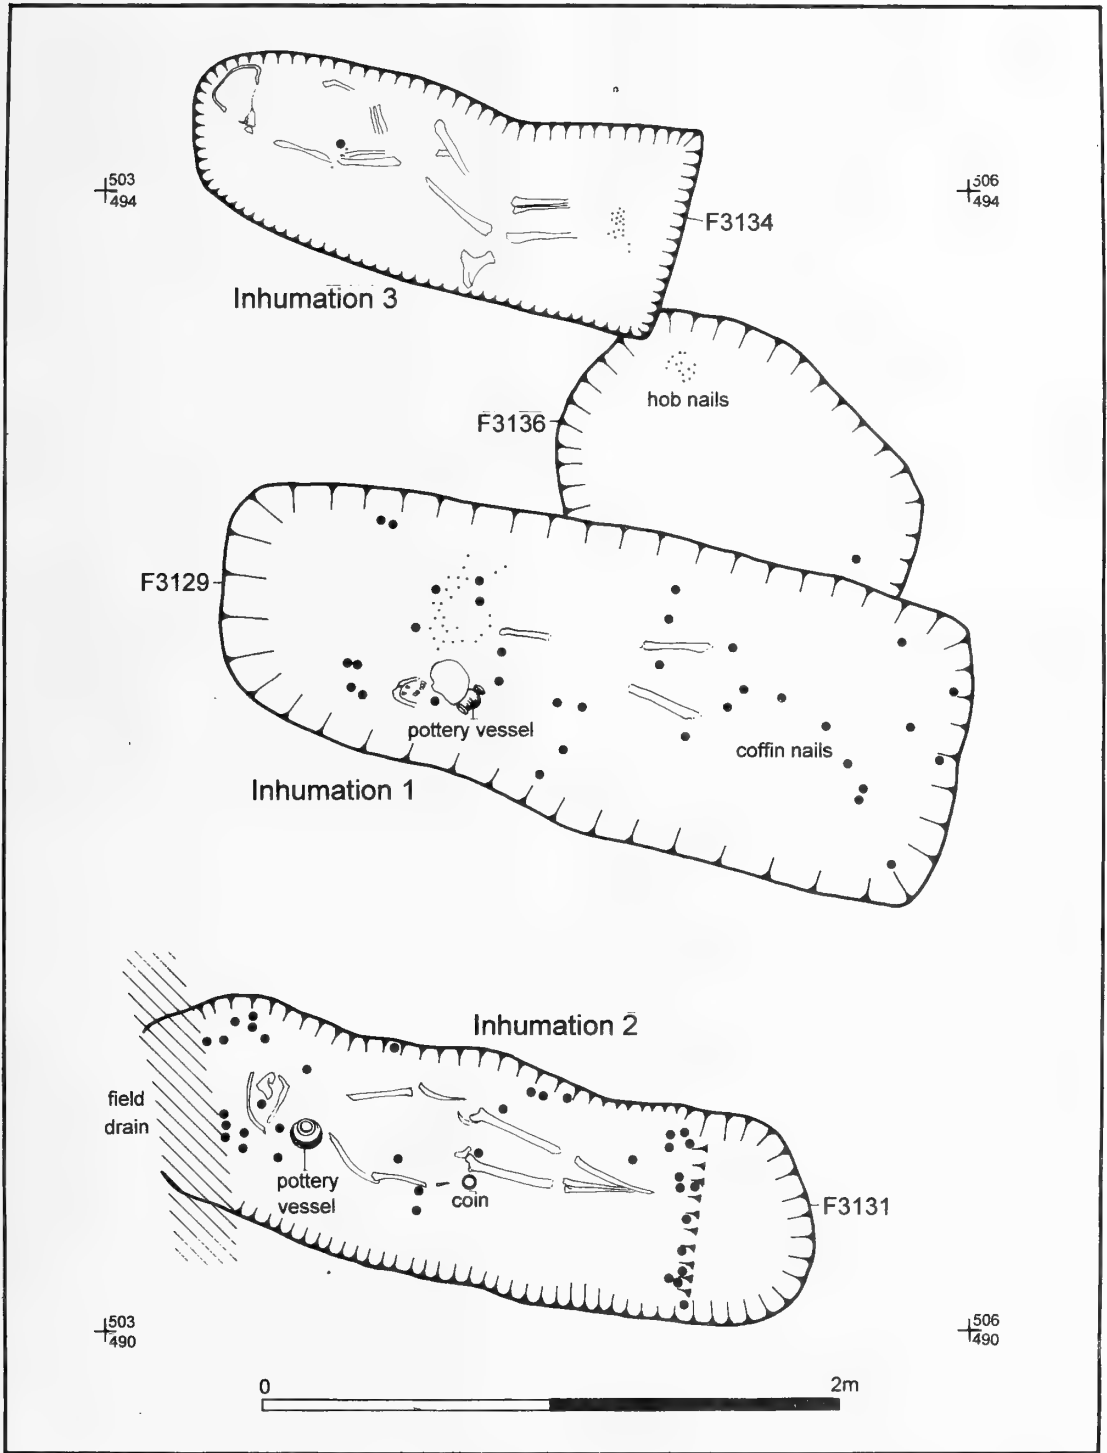 503
494
506
494
F3134
Inhumation 3
hob nails
F3136
F3129
pottery vessel
coffin nails
Inhumation 1
Inhumation 2
field
drain
pottery
vessel
coin
F3131
503
490
506
490
0
2m